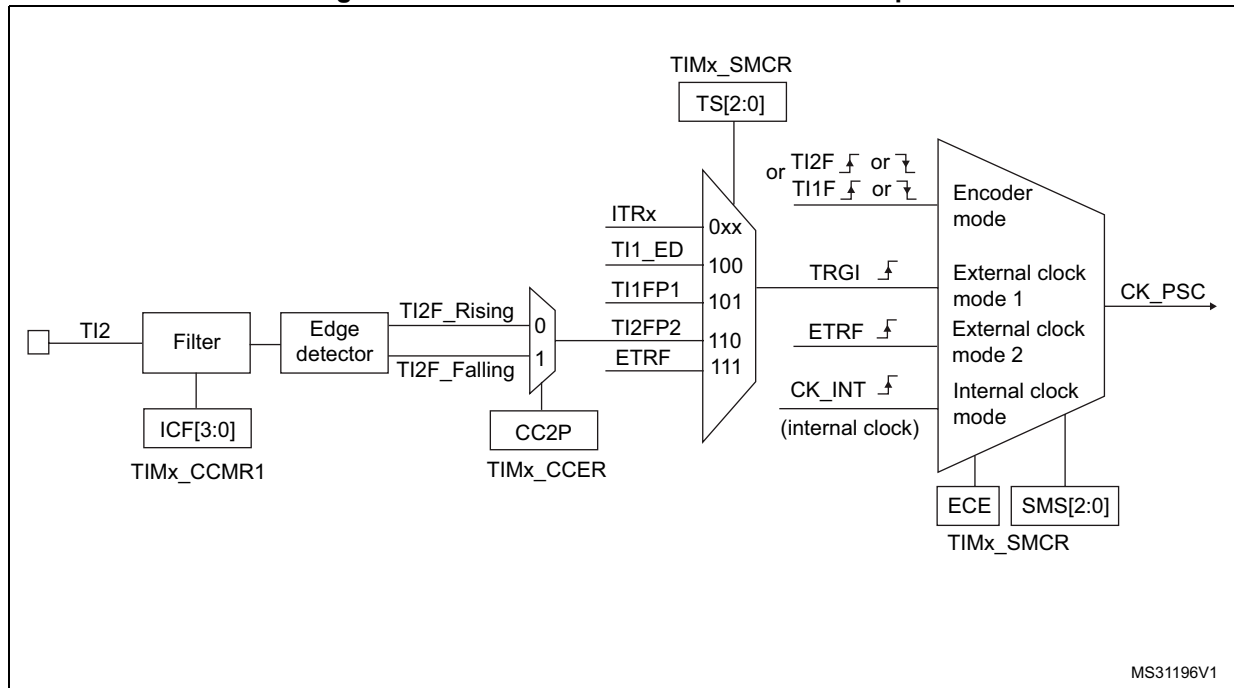 TIMx_SMCR
TS[2:0]
or TI2F or
TI1F or
Encoder
mode
ITRx
0xx
TI1_ED
100
TRGI
External clock
mode 1
CK_PSC
TI1FP1
101
TI2F_Rising
0
TI2FP2
110
ETRF
External clock
mode 2
TI2
Filter
Edge
detector
TI2F_Falling
1
ETRF
111
CK_INT
Internal clock
mode
(internal clock)
ICF[3:0]
CC2P
TIMx_CCMR1
TIMx_CCER
ECE
SMS[2:0]
TIMx_SMCR
MS31196V1